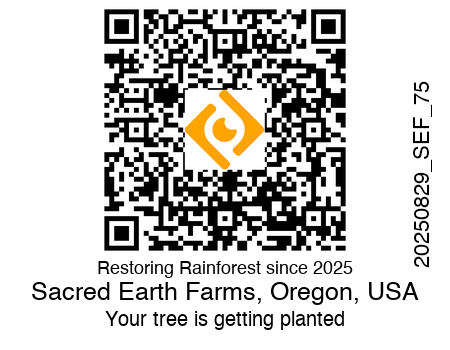 Restoring Rainforest since 2025
Sacred Earth Farms, Oregon, USA
Your tree is getting planted
20250829_SEF_75